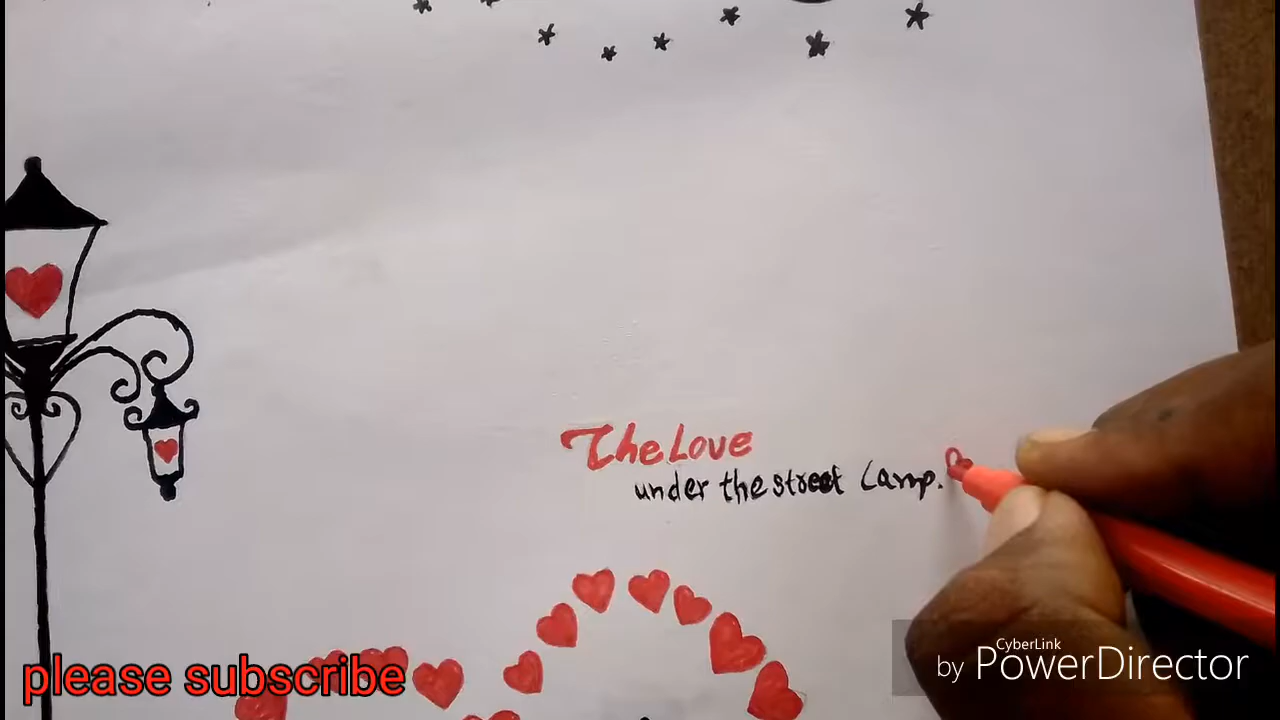 The Love
under the street Lamp.
please subscribe
CyberLink
by PowerDirector